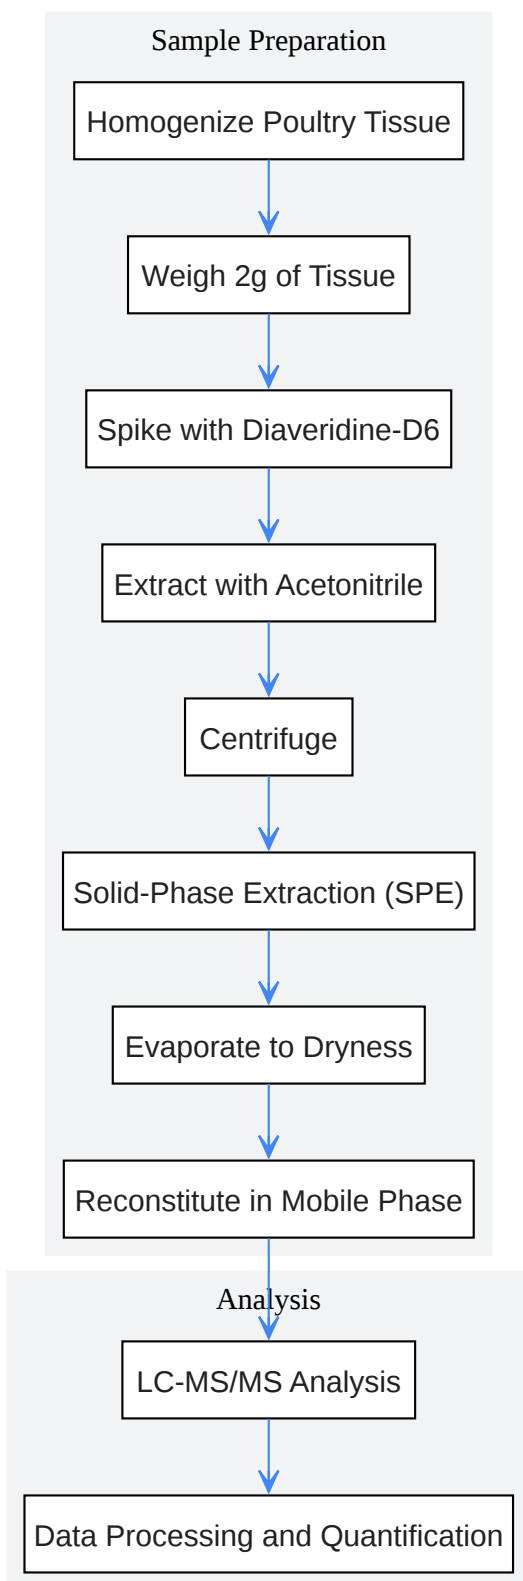 Sample Preparation
Homogenize Poultry Tissue
Weigh 2g of Tissue
Spike with Diaveridine-D6
Extract with Acetonitrile
Centrifuge
Solid-Phase Extraction (SPE)
Evaporate to Dryness
Reconstitute in Mobile Phase
Analysis
LC-MS/MS Analysis
Data Processing and Quantification